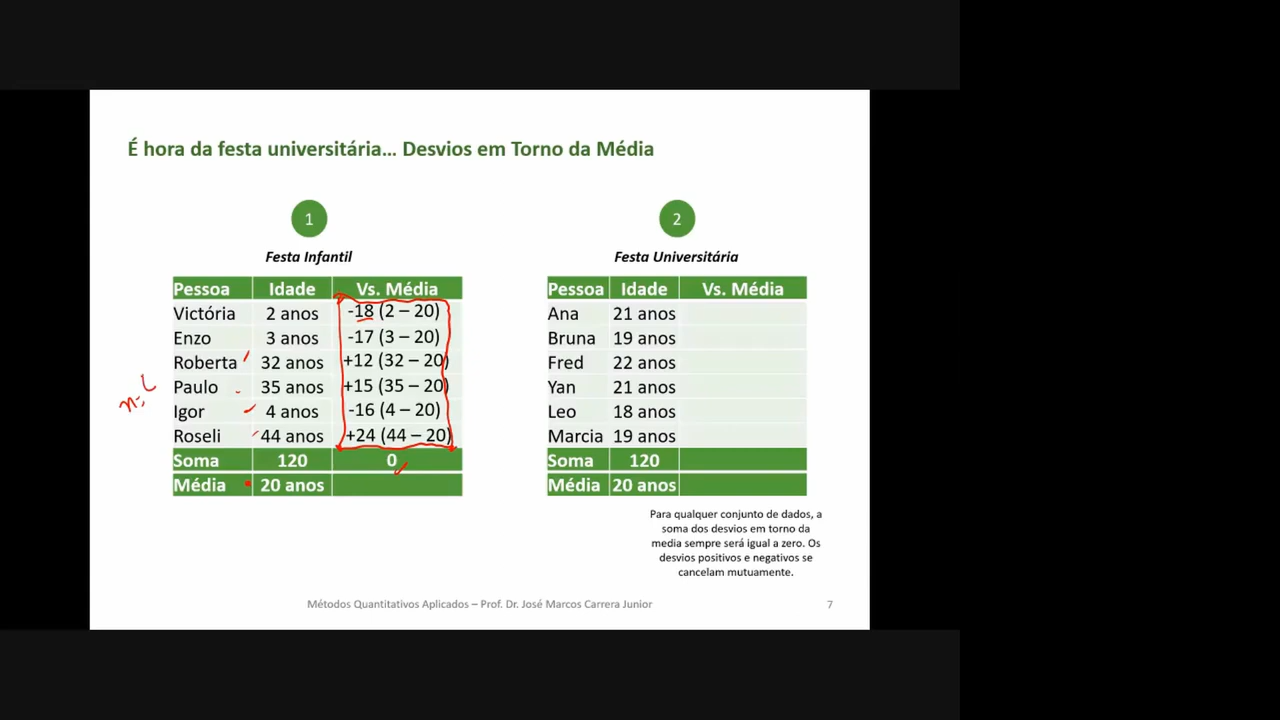 É hora da festa universitária... Desvios em Torno da Média
1
Festa Infantil
Pessoa Idade Vs. Média
Victória 2 anos -18 (2 – 20)
Enzo 3 anos -17 (3 – 20)
Roberta 32 anos +12 (32 – 20)
Paulo 35 anos +15 (35 – 20)
Igor 4 anos -16 (4 – 20)
Roseli 44 anos +24 (44 – 20)
Soma 120 0
Média 20 anos
2
Festa Universitária
Pessoa Idade Vs. Média
Ana 21 anos
Bruna 19 anos
Fred 22 anos
Yan 21 anos
Leo 18 anos
Marcia 19 anos
Soma 120
Média 20 anos
Para qualquer conjunto de dados, a
soma dos desvios em torno da
media sempre será igual a zero. Os
desvios positivos e negativos se
cancelam mutuamente.
Métodos Quantitativos Aplicados – Prof. Dr. José Marcos Carrera Junior
7